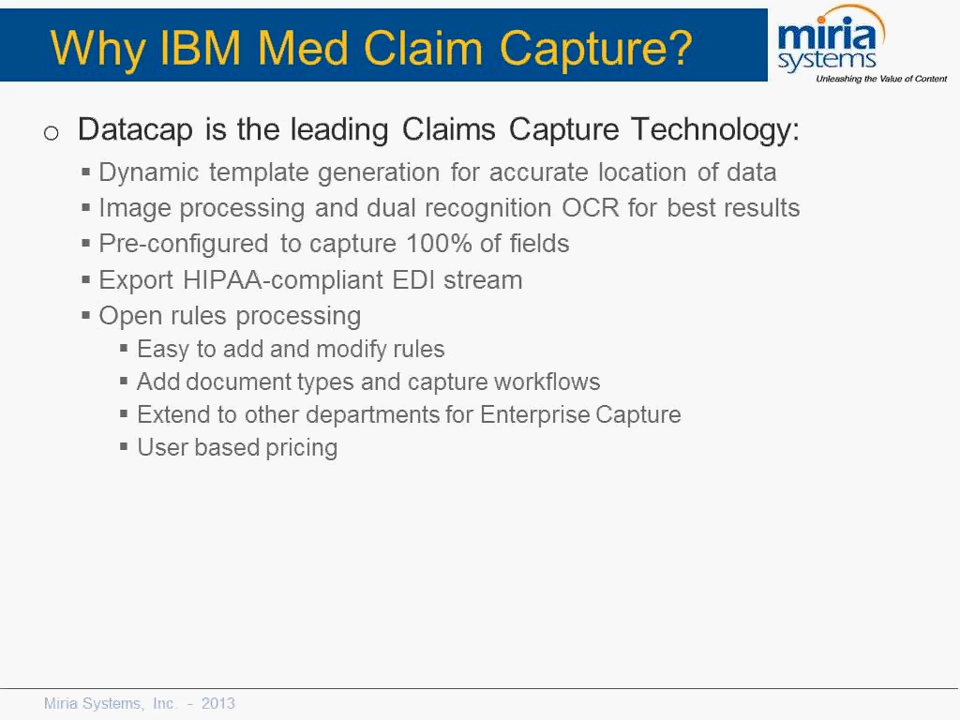 Why IBM Med Claim Capture?
miria
systems
Unleashing the Value of Content
o Datacap is the leading Claims Capture Technology:
▪ Dynamic template generation for accurate location of data
▪ Image processing and dual recognition OCR for best results
▪ Pre-configured to capture 100% of fields
▪ Export HIPAA-compliant EDI stream
▪ Open rules processing
▪ Easy to add and modify rules
▪ Add document types and capture workflows
▪ Extend to other departments for Enterprise Capture
▪ User based pricing
Miria Systems, Inc. - 2013